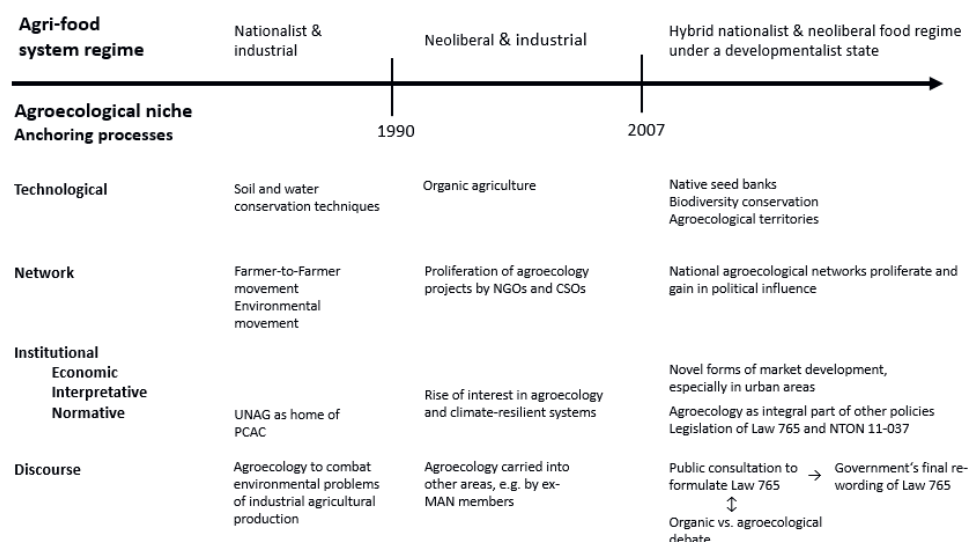 Agri-food
system regime
Nationalist &
industrial
Neoliberal & industrial
Hybrid nationalist & neoliberal food regime
under a developmentalist state
Agroecological niche
Anchoring processes
1990
2007
Technological
Soil and water
conservation techniques
Organic agriculture
Native seed banks
Biodiversity conservation
Agroecological territories
Network
Farmer-to-Farmer
movement
Environmental
movement
Proliferation of agroecology
projects by NGOs and CSOs
National agroecological networks proliferate and
gain in political influence
Institutional
Economic
Interpretative
Normative
UNAG as home of
PCAC
Rise of interest in agroecology
and climate-resilient systems
Novel forms of market development,
especially in urban areas
Agroecology as integral part of other policies
Legislation of Law 765 and NTON 11-037
Discourse
Agroecology to combat
environmental problems
of industrial agricultural
production
Agroecology carried into
other areas, e.g. by ex-
MAN members
Public consultation to
formulate Law 765
→
Government's final re-
wording of Law 765
↕
Organic vs. agroecological
debate